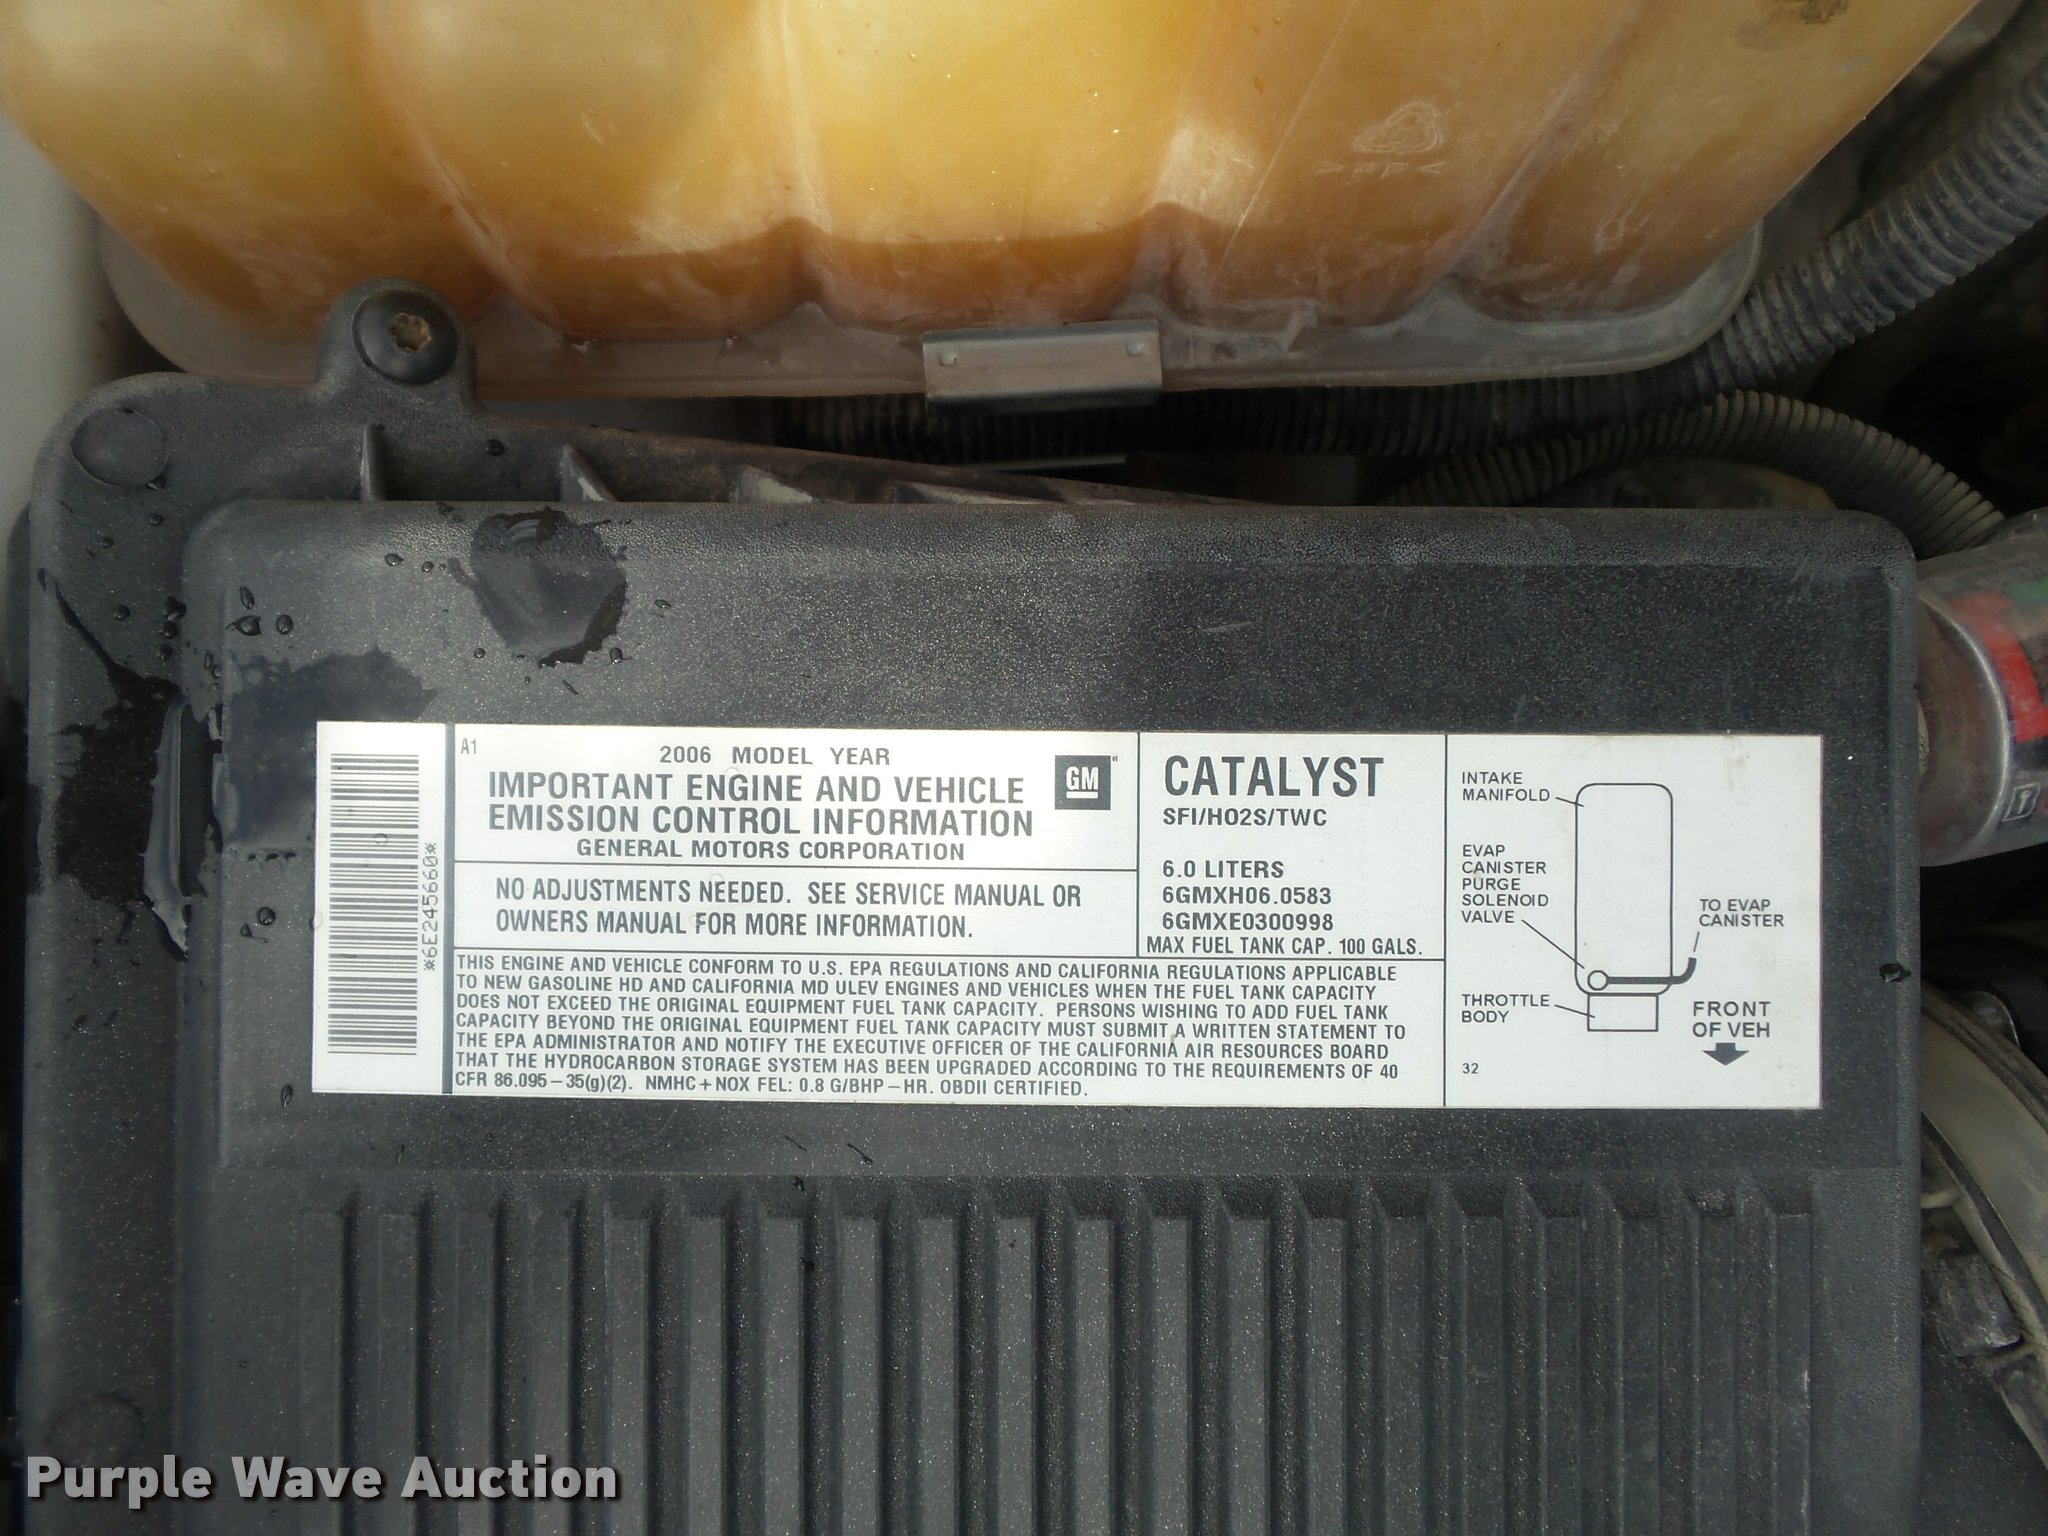 >PP<
*6E245660*
A1
2006 MODEL YEAR
IMPORTANT ENGINE AND VEHICLE
EMISSION CONTROL INFORMATION
GENERAL MOTORS CORPORATION
GM
NO ADJUSTMENTS NEEDED. SEE SERVICE MANUAL OR
OWNERS MANUAL FOR MORE INFORMATION.
CATALYST
SFI/HO2S/TWC
6.0 LITERS
6GMXH06.0583
6GMXE0300998
MAX FUEL TANK CAP. 100 GALS.
THIS ENGINE AND VEHICLE CONFORM TO U.S. EPA REGULATIONS AND CALIFORNIA REGULATIONS APPLICABLE
TO NEW GASOLINE HD AND CALIFORNIA MD ULEV ENGINES AND VEHICLES WHEN THE FUEL TANK CAPACITY
DOES NOT EXCEED THE ORIGINAL EQUIPMENT FUEL TANK CAPACITY. PERSONS WISHING TO ADD FUEL TANK
CAPACITY BEYOND THE ORIGINAL EQUIPMENT FUEL TANK CAPACITY MUST SUBMIT A WRITTEN STATEMENT TO
THE EPA ADMINISTRATOR AND NOTIFY THE EXECUTIVE OFFICER OF THE CALIFORNIA AIR RESOURCES BOARD
THAT THE HYDROCARBON STORAGE SYSTEM HAS BEEN UPGRADED ACCORDING TO THE REQUIREMENTS OF 40
CFR 86.095-35(g)(2). NMHC+NOX FEL: 0.8 G/BHP-HR. OBDII CERTIFIED.
INTAKE
MANIFOLD
EVAP
CANISTER
PURGE
SOLENOID
VALVE
TO EVAP
CANISTER
THROTTLE
BODY
FRONT
OF VEH
32
Purple Wave Auction